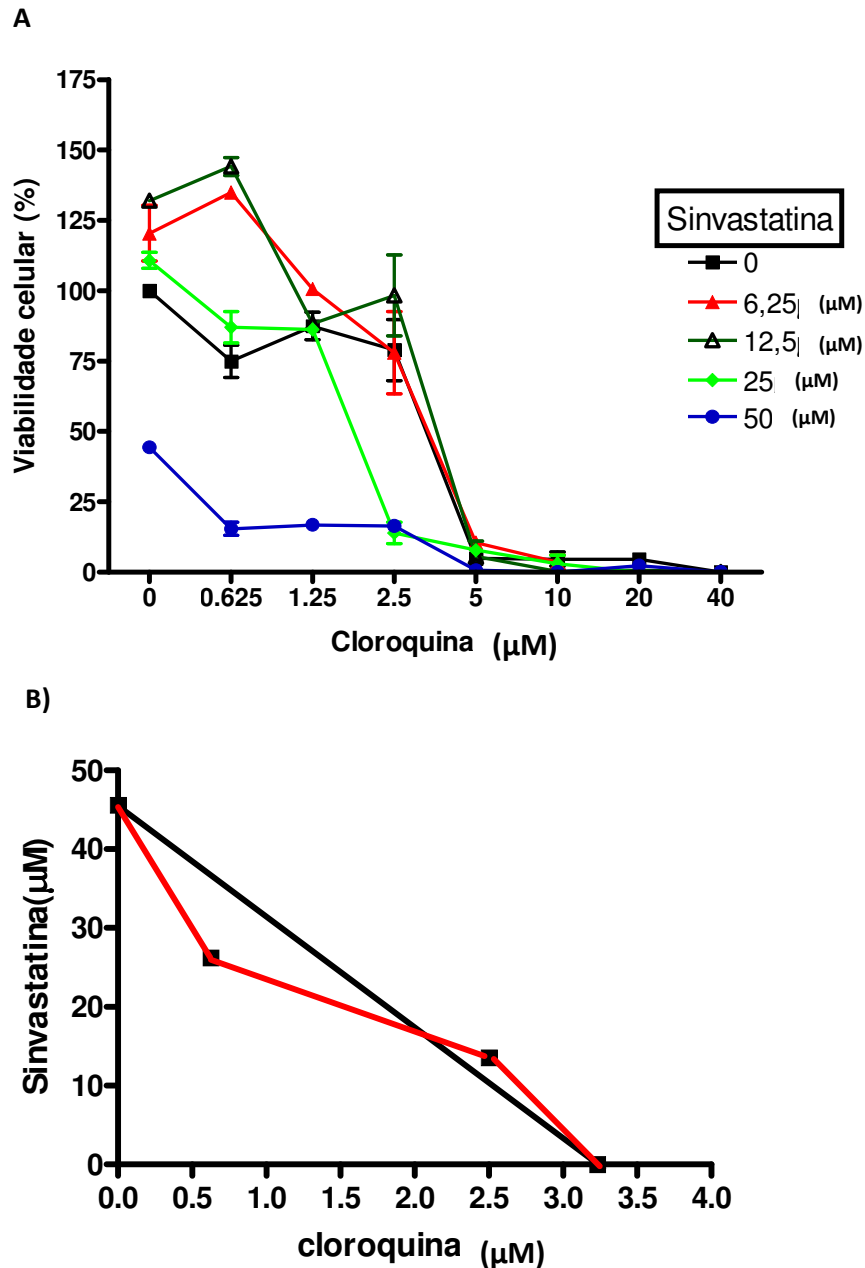 A
Viabilidade celular (%)
175
150
125
100
75
50
25
0
0 0.625 1.25 2.5 5 10 20 40
Cloroquina (μM)
Sinvastatina
0
6,25 (μM)
12,5 (μM)
25 (μM)
50 (μM)
B)
Sinvastatina(μM)
50
40
30
20
10
0
0.0 0.5 1.0 1.5 2.0 2.5 3.0 3.5 4.0
cloroquina (μM)